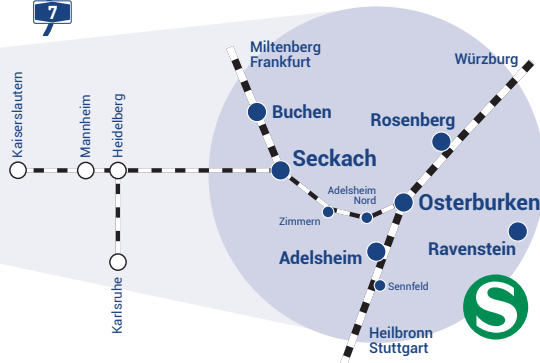 7
Miltenberg
Frankfurt
Würzburg
Kaiserslautern
Mannheim
Heidelberg
Buchen
Rosenberg
Seckach
Adelsheim
Nord
Osterburken
Zimmern
Ravenstein
Adelsheim
Sennfeld
Karlsruhe
S
Heilbronn
Stuttgart